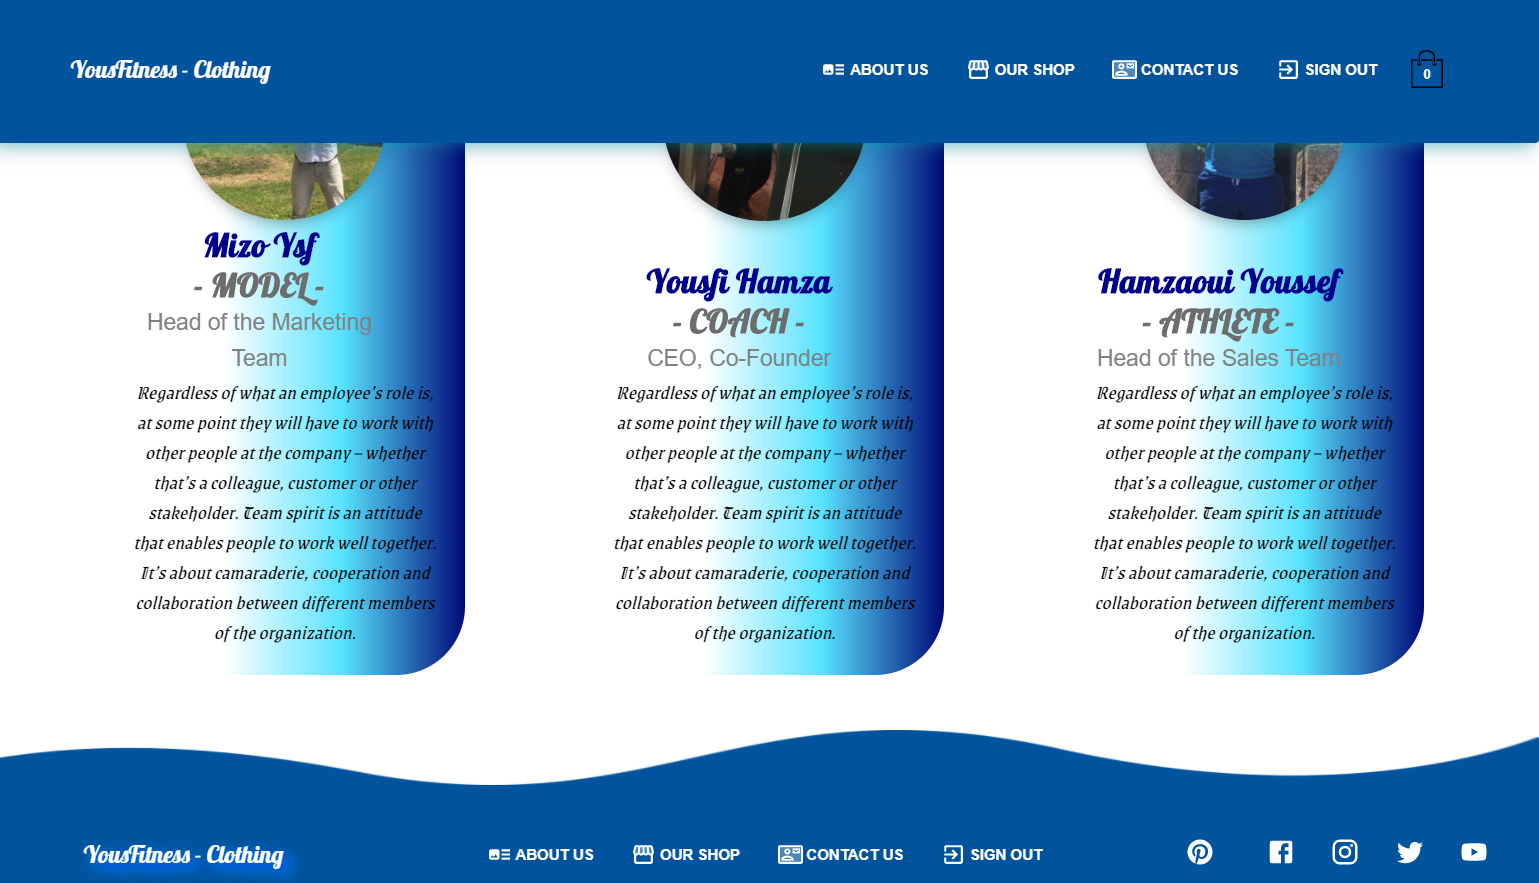 YousFitness - Clothing
ABOUT US
OUR SHOP
CONTACT US
SIGN OUT
0
Mizo Ysf
- MODEL -
Head of the Marketing
Team
Regardless of what an employee's role is,
at some point they will have to work with
other people at the company – whether
that's a colleague, customer or other
stakeholder. Team spirit is an attitude
that enables people to work well together.
It's about camaraderie, cooperation and
collaboration between different members
of the organization.
Yousfi Hamza
- COACH -
CEO, Co-Founder
Regardless of what an employee's role is,
at some point they will have to work with
other people at the company – whether
that's a colleague, customer or other
stakeholder. Team spirit is an attitude
that enables people to work well together.
It's about camaraderie, cooperation and
collaboration between different members
of the organization.
Hamzaoui Youssef
- ATHLETE -
Head of the Sales Team
Regardless of what an employee's role is,
at some point they will have to work with
other people at the company – whether
that's a colleague, customer or other
stakeholder. Team spirit is an attitude
that enables people to work well together.
It's about camaraderie, cooperation and
collaboration between different members
of the organization.
YousFitness - Clothing
ABOUT US
OUR SHOP
CONTACT US
SIGN OUT